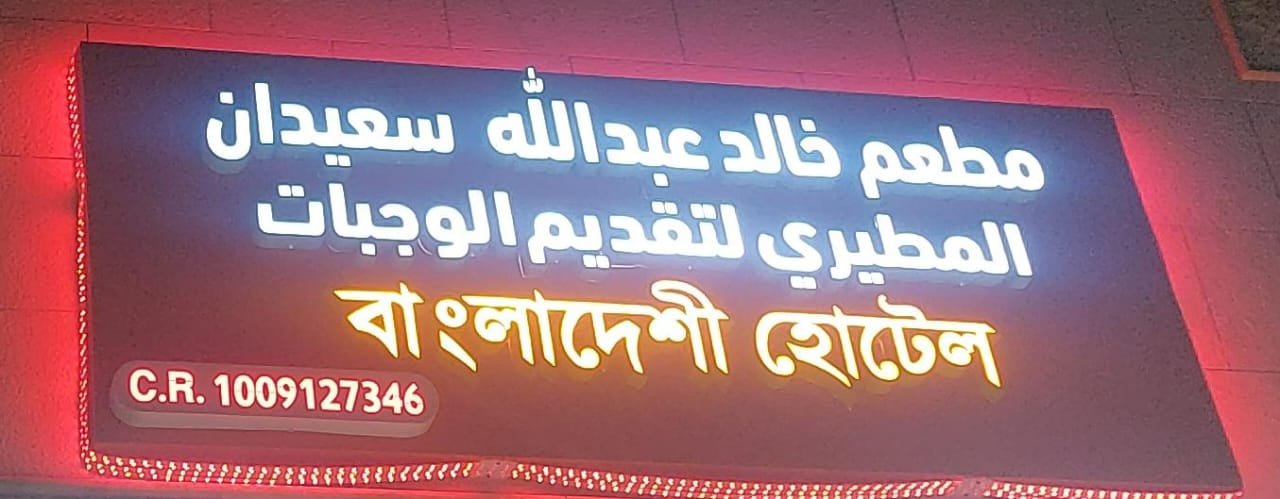 مطعم خالد عبدالله سعيدان
المطيري لتقديم الوجبات
বাংলাদেশী হোটেল
C.R. 1009127346